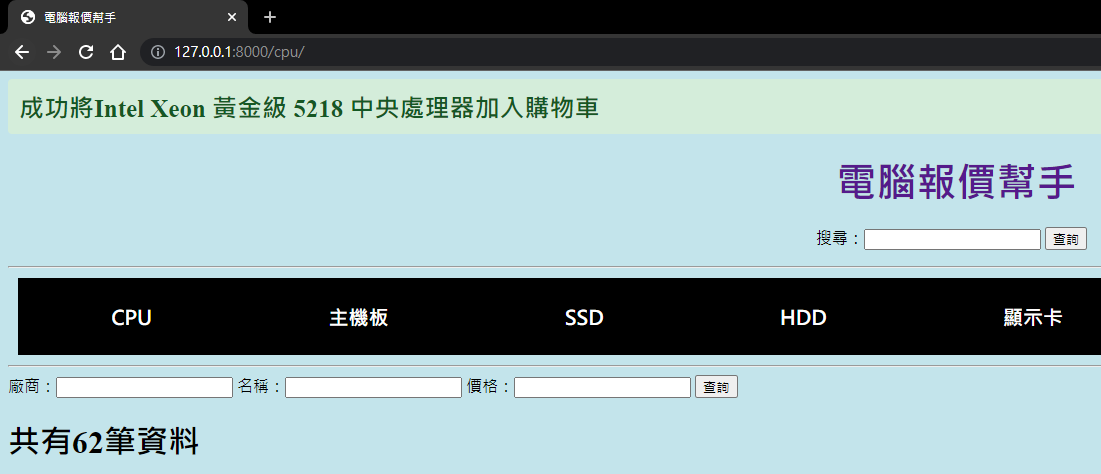 電腦報價幫手
127.0.0.1:8000/cpu/
成功將Intel Xeon 黃金級 5218 中央處理器加入購物車
電腦報價幫手
搜尋： 查詢
CPU 主機板 SSD HDD 顯示卡
廠商： 名稱： 價格： 查詢
共有62筆資料